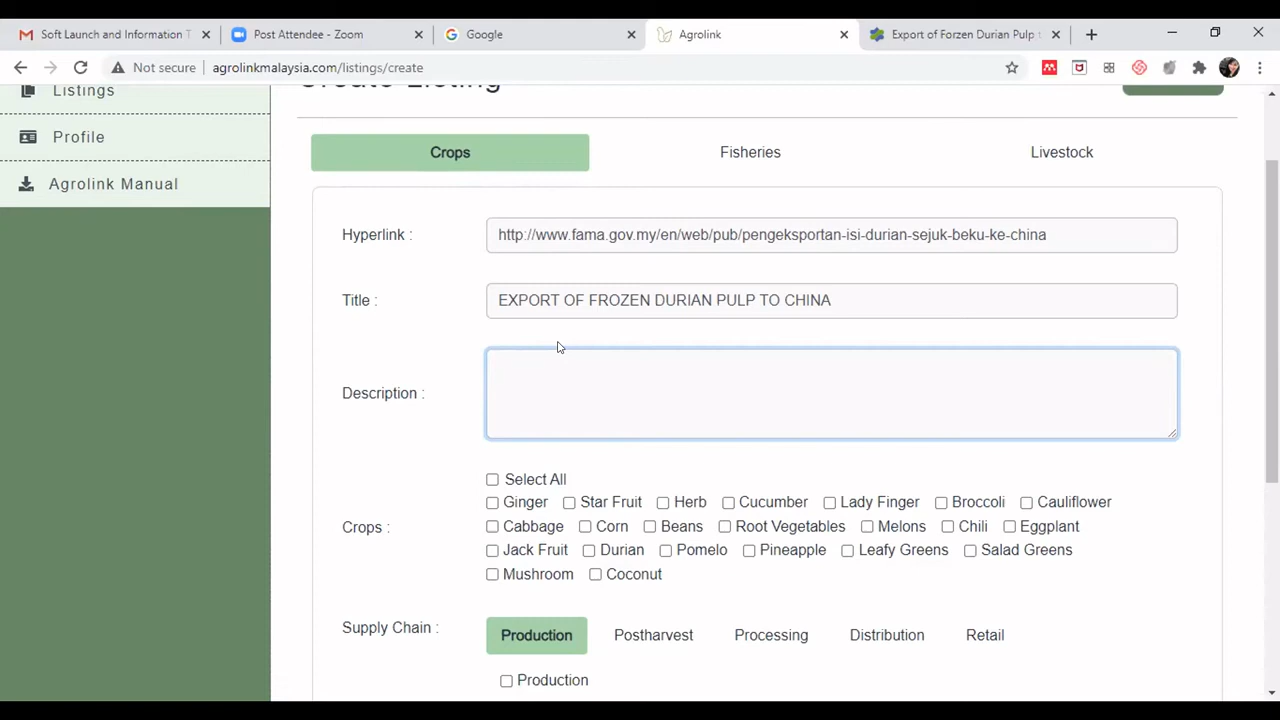 Soft Launch and Information T
Post Attendee - Zoom
Google
Agrolink
Export of Forzen Durian Pulp t
Not secure
agrolinkmalaysia.com/listings/create
Listings
Profile
Agrolink Manual
Crops
Fisheries
Livestock
Hyperlink :
http://www.fama.gov.my/en/web/pub/pengeksportan-isi-durian-sejuk-beku-ke-china
Title :
EXPORT OF FROZEN DURIAN PULP TO CHINA
Description :
Crops :
Select All
Ginger Star Fruit Herb Cucumber Lady Finger Broccoli Cauliflower
Cabbage Corn Beans Root Vegetables Melons Chili Eggplant
Jack Fruit Durian Pomelo Pineapple Leafy Greens Salad Greens
Mushroom Coconut
Supply Chain :
Production Postharvest Processing Distribution Retail
Production